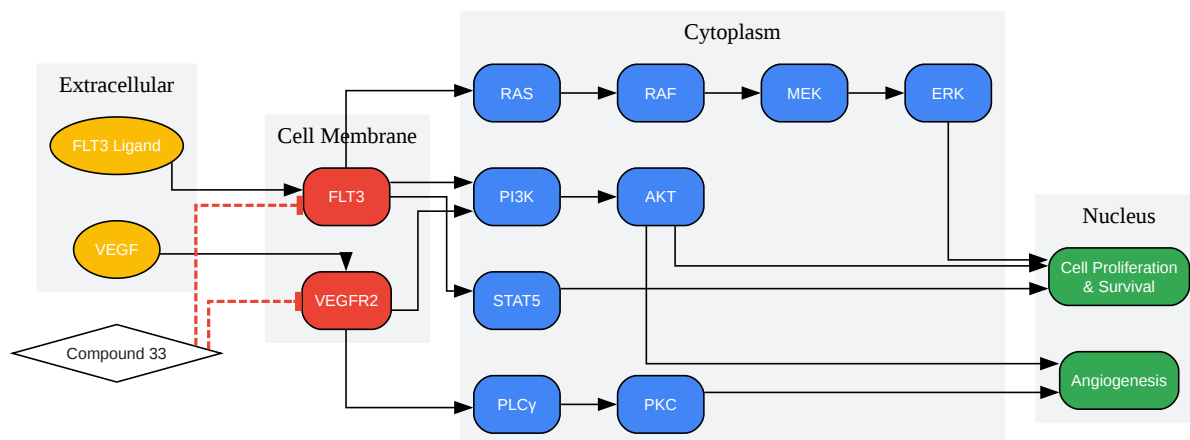 Extracellular
FLT3 Ligand
VEGF
Compound 33
Cell Membrane
FLT3
VEGFR2
Cytoplasm
RAS
RAF
MEK
ERK
PI3K
AKT
STAT5
PLCγ
PKC
Nucleus
Cell Proliferation
& Survival
Angiogenesis